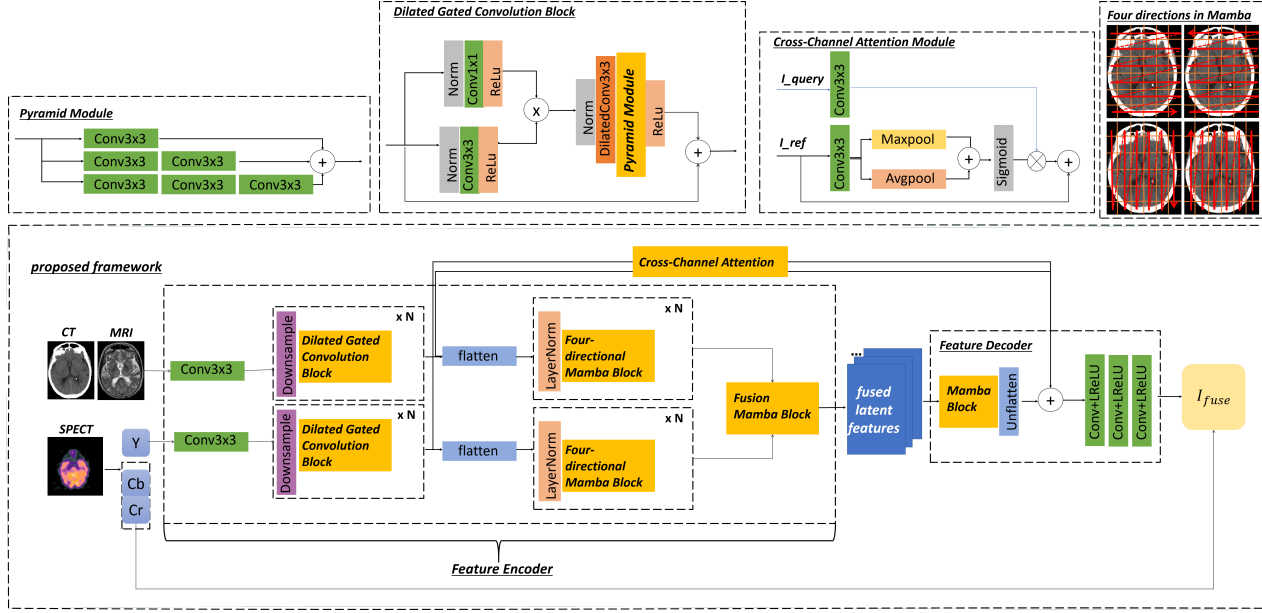 Pyramid Module
Conv3x3
Conv3x3
Conv3x3
Conv3x3
Conv3x3
Conv3x3
+
Dilated Gated Convolution Block
Norm
Conv1x1
ReLu
Norm
Conv3x3
ReLu
x
Norm
DilatedConv3x3
Pyramid Module
ReLu
+
Cross-Channel Attention Module
I_query
Conv3x3
I_ref
Conv3x3
Maxpool
Avgpool
+
Sigmoid
+
Four directions in Mamba
proposed framework
CT
MRI
SPECT
Y
Cb
Cr
Conv3x3
Conv3x3
Downsample
Dilated Gated
Convolution
Block
x N
Downsample
Dilated Gated
Convolution
Block
x N
flatten
flatten
Cross-Channel Attention
LayerNorm
Four-
directional
Mamba Block
x N
LayerNorm
Four-
directional
Mamba Block
x N
Fusion
Mamba Block
Feature Encoder
...
fused
latent
features
Feature Decoder
Mamba
Block
Unflatten
+
Conv+LReLU
Conv+LReLU
Conv+LReLU
I_fuse